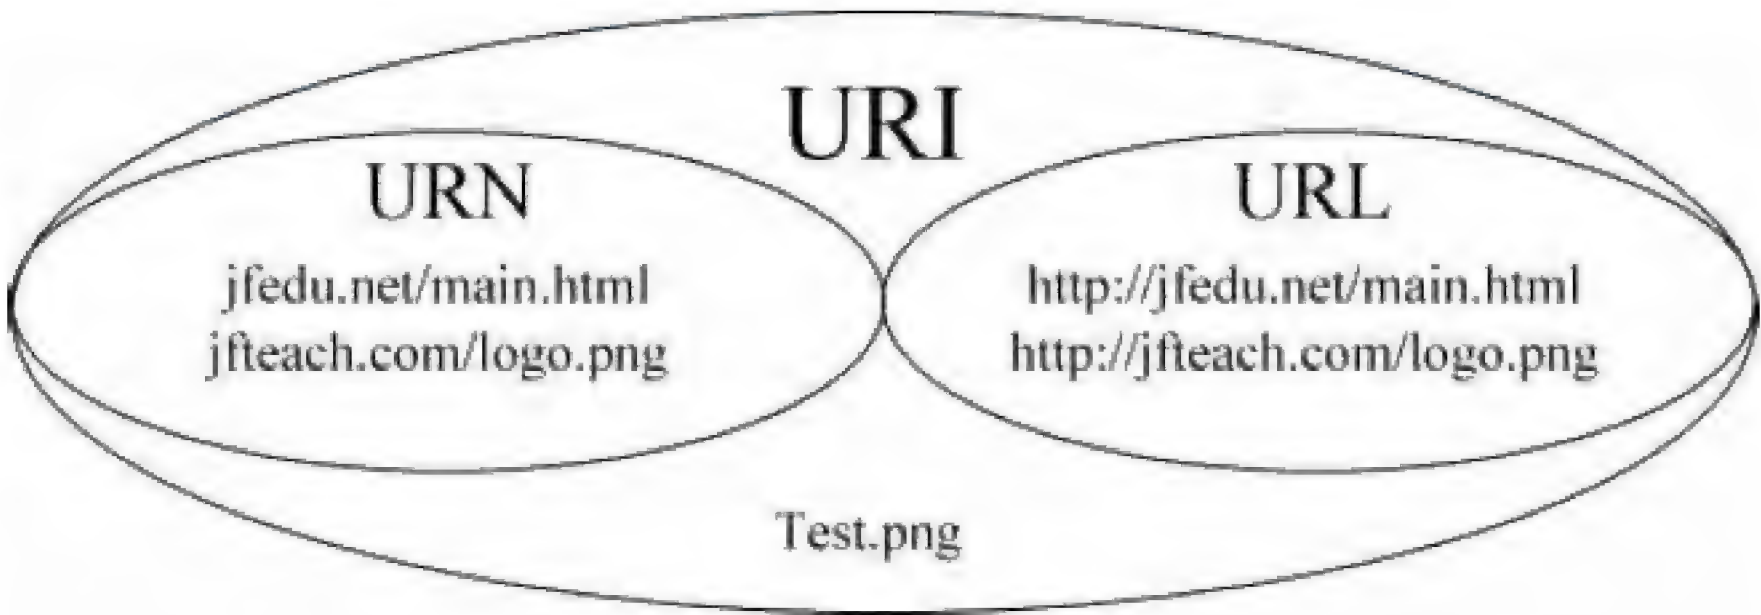 URI
URN
jfedu.net/main.html
jfteach.com/logo.png
URL
http://jfedu.net/main.html
http://jfteach.com/logo.png
Test.png